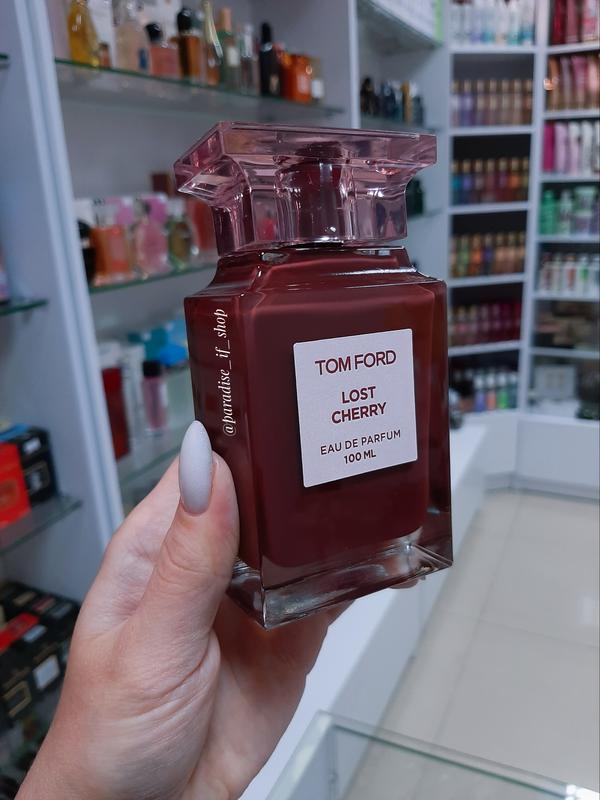 @paradise_if_shop
TOM FORD
LOST
CHERRY
EAU DE PARFUM
100 ML